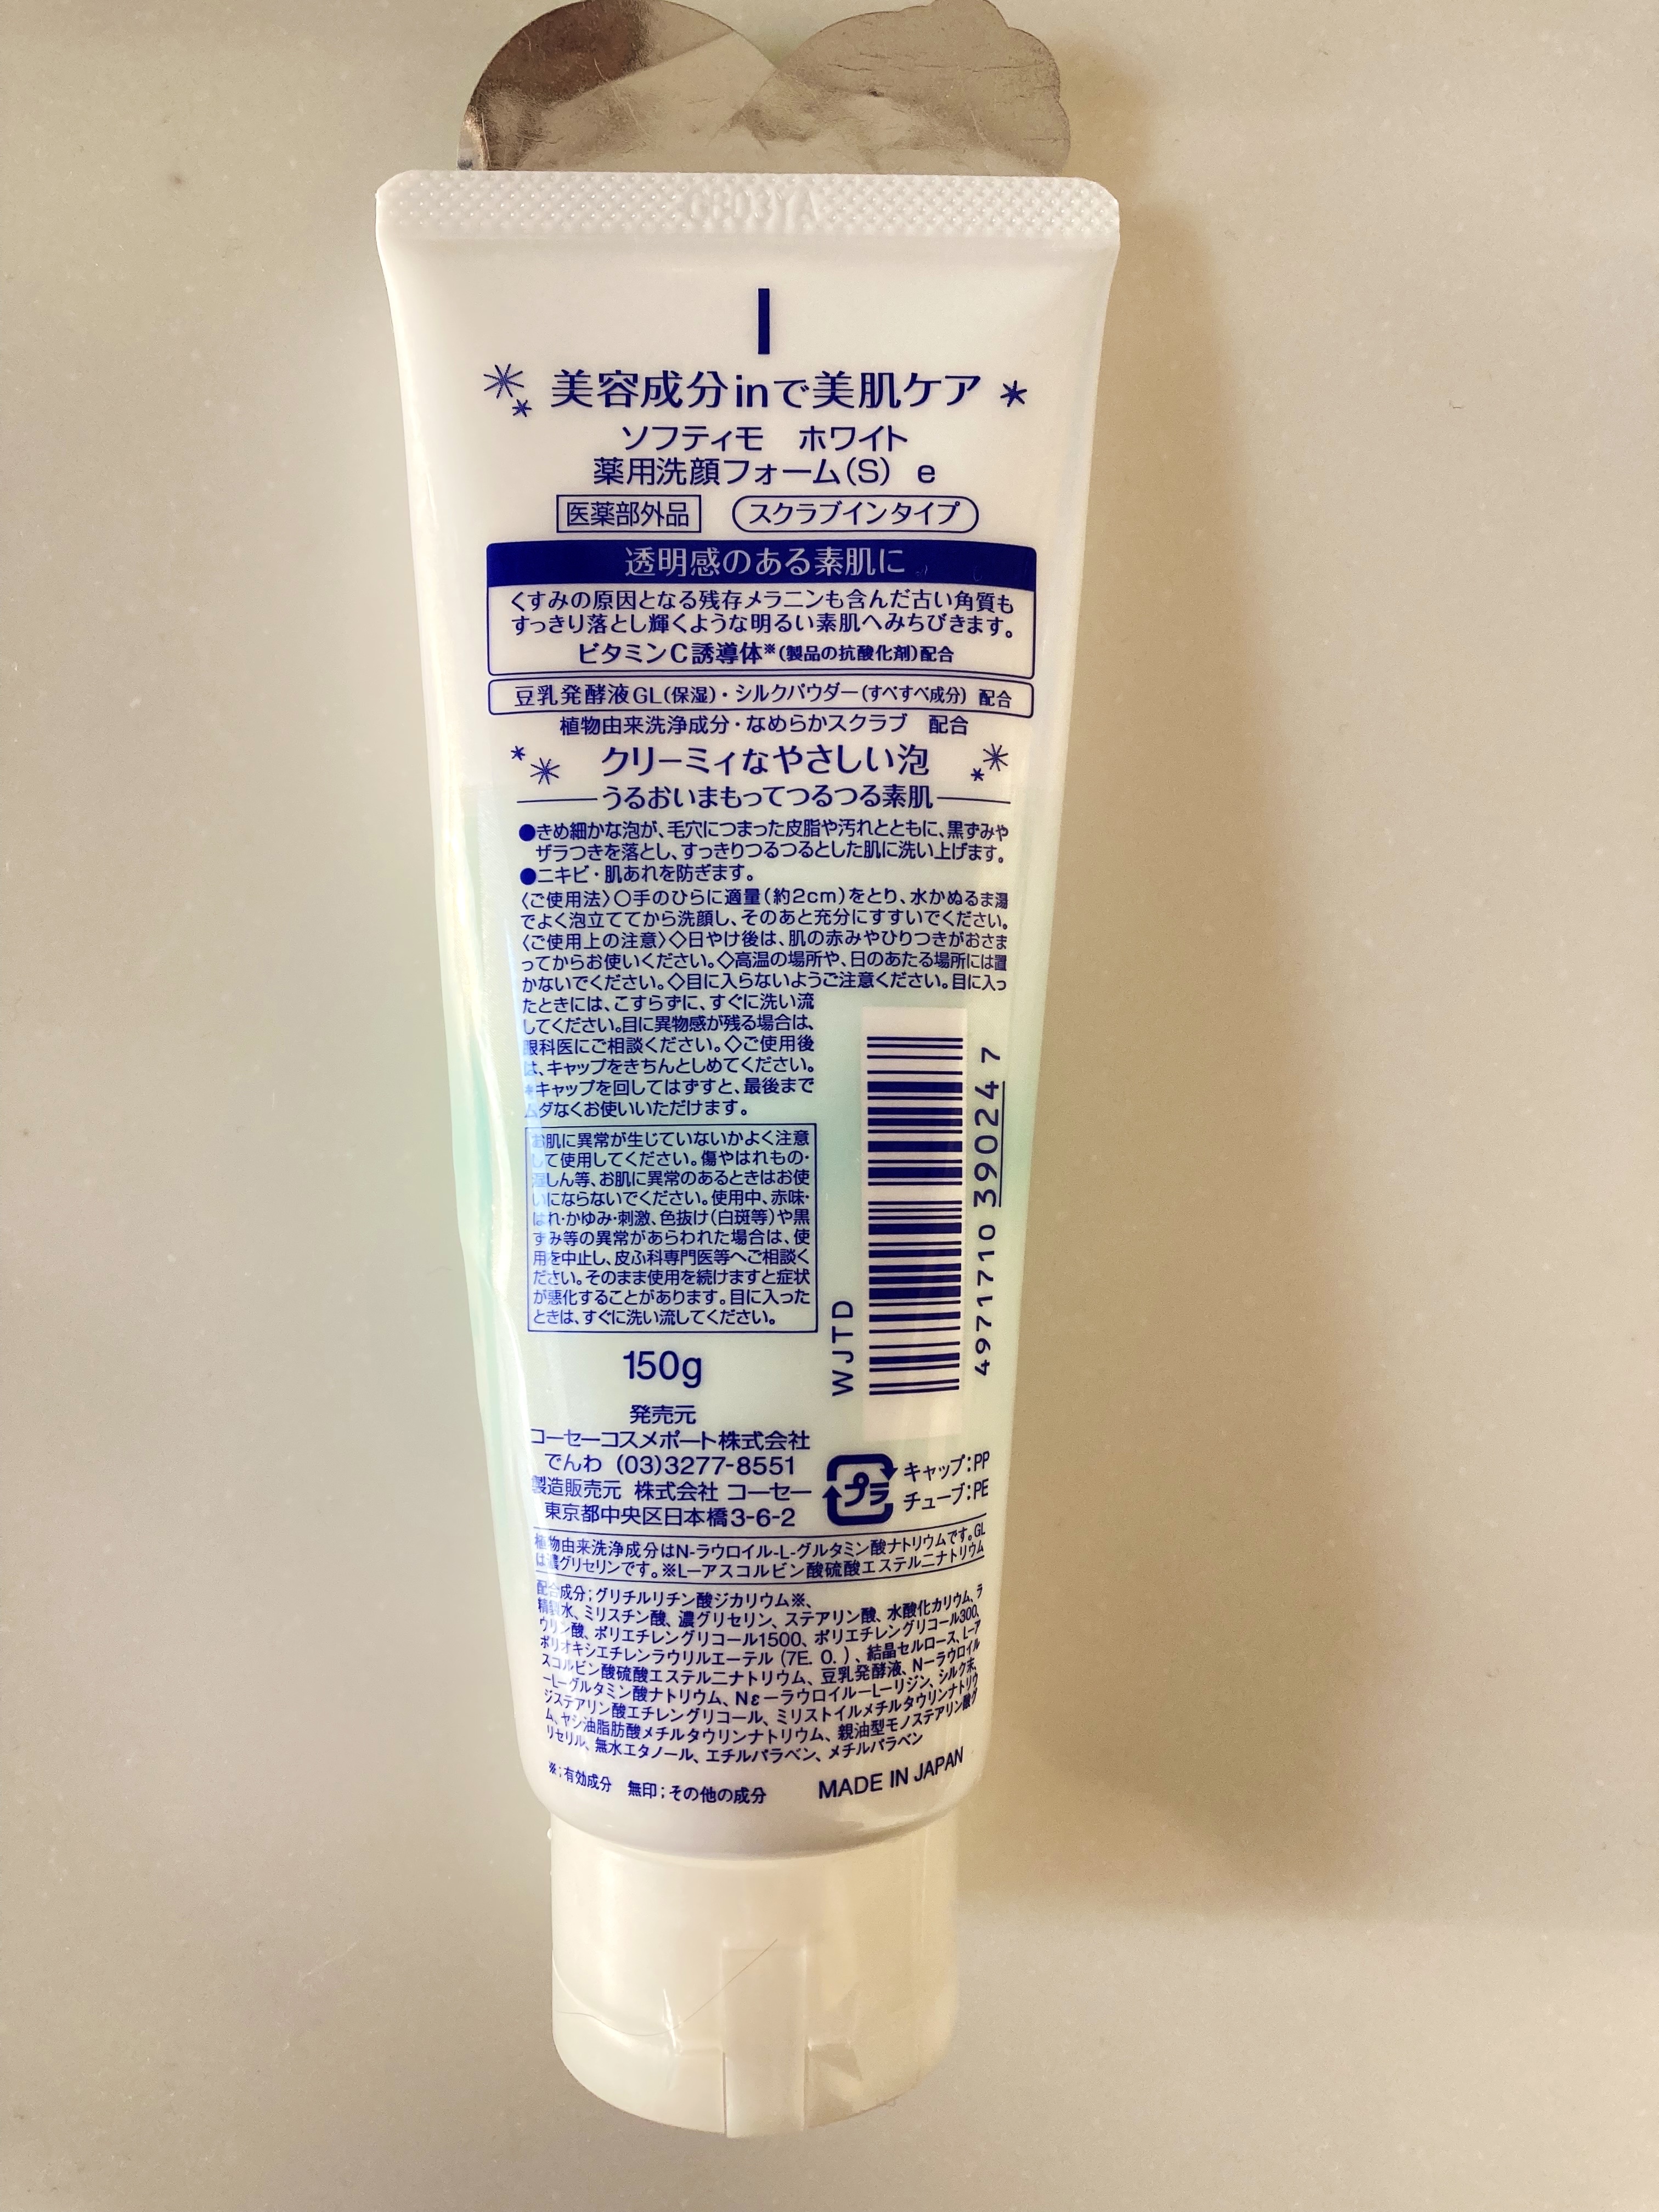 美容成分inで美肌ケア
ソフティモ ホワイト
薬用洗顔フォーム(S) e
医薬部外品 スクラブインタイプ
透明感のある素肌に
くすみの原因となる残存メラニンも含んだ古い角質も
すっきり落とし輝くような明るい素肌へみちびきます。
ビタミンC誘導体※(製品の抗酸化剤)配合
豆乳発酵液GL(保湿)・シルクパウダー(すべすべ成分) 配合
植物由来洗浄成分・なめらかスクラブ 配合
クリーミィなやさしい泡
うるおいまもってつるつる素肌
●きめ細かな泡が、毛穴につまった皮脂や汚れとともに、黒ずみや
ザラつきを落とし、すっきりつるつるとした肌に洗い上げます。
●ニキビ・肌あれを防ぎます。
〈ご使用法〉○手のひらに適量(約2cm)をとり、水かぬるま湯
でよく泡立ててから洗顔し、そのあと充分にすすいでください。
〈ご使用上の注意〉◇日やけ後は、肌の赤みやひりつきがおさま
ってからお使いください。◇高温の場所や、日のあたる場所には置
かないでください。◇目に入らないようご注意ください。目に入っ
たときには、こすらずに、すぐに洗い流
してください。目に異物感が残る場合は、
眼科医にご相談ください。◇ご使用後
は、キャップをきちんとしめてください。
*キャップを回してはずすと、最後まで
ムダなくお使いいただけます。
お肌に異常が生じていないかよく注意
して使用してください。傷やはれもの・
湿しん等、お肌に異常のあるときはお使
いにならないでください。使用中、赤味・
はれ・かゆみ・刺激、色抜け(白斑等)や黒
ずみ等の異常があらわれた場合は、使
用を中止し、皮ふ科専門医等へご相談く
ださい。そのまま使用を続けますと症状
が悪化することがあります。目に入った
ときは、すぐに洗い流してください。
WJTD
4971710 390247
150g
発売元
コーセーコスメポート株式会社
でんわ (03)3277-8551
製造販売元 株式会社 コーセー
東京都中央区日本橋3-6-2
プラ
キャップ:PP
チューブ:PE
植物由来洗浄成分はN-ラウロイル-L-グルタミン酸ナトリウムです。GL
は濃グリセリンです。※L-アスコルビン酸硫酸エステル二ナトリウム
配合成分;グリチルリチン酸ジカリウム※、
精製水、ミリスチン酸、濃グリセリン、ステアリン酸、水酸化カリウム、ラ
ウリン酸、ポリエチレングリコール1500、ポリエチレングリコール300、
ポリオキシエチレンラウリルエーテル(7E.O.)、結晶セルロース、L-ア
スコルビン酸硫酸エステル二ナトリウム、豆乳発酵液、N-ラウロイル
-L-グルタミン酸ナトリウム、Nε-ラウロイル-L-リジン、シルク末、
ジステアリン酸エチレングリコール、ミリストイルメチルタウリンナトリウ
ム、ヤシ油脂肪酸メチルタウリンナトリウム、親油型モノステアリン酸グ
リセリル、無水エタノール、エチルパラベン、メチルパラベン
※;有効成分 無印;その他の成分
MADE IN JAPAN